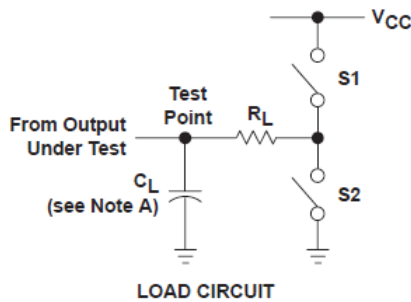 VCC
S1
Test
Point
RL
From Output
Under Test
CL
(see Note A)
S2
LOAD CIRCUIT